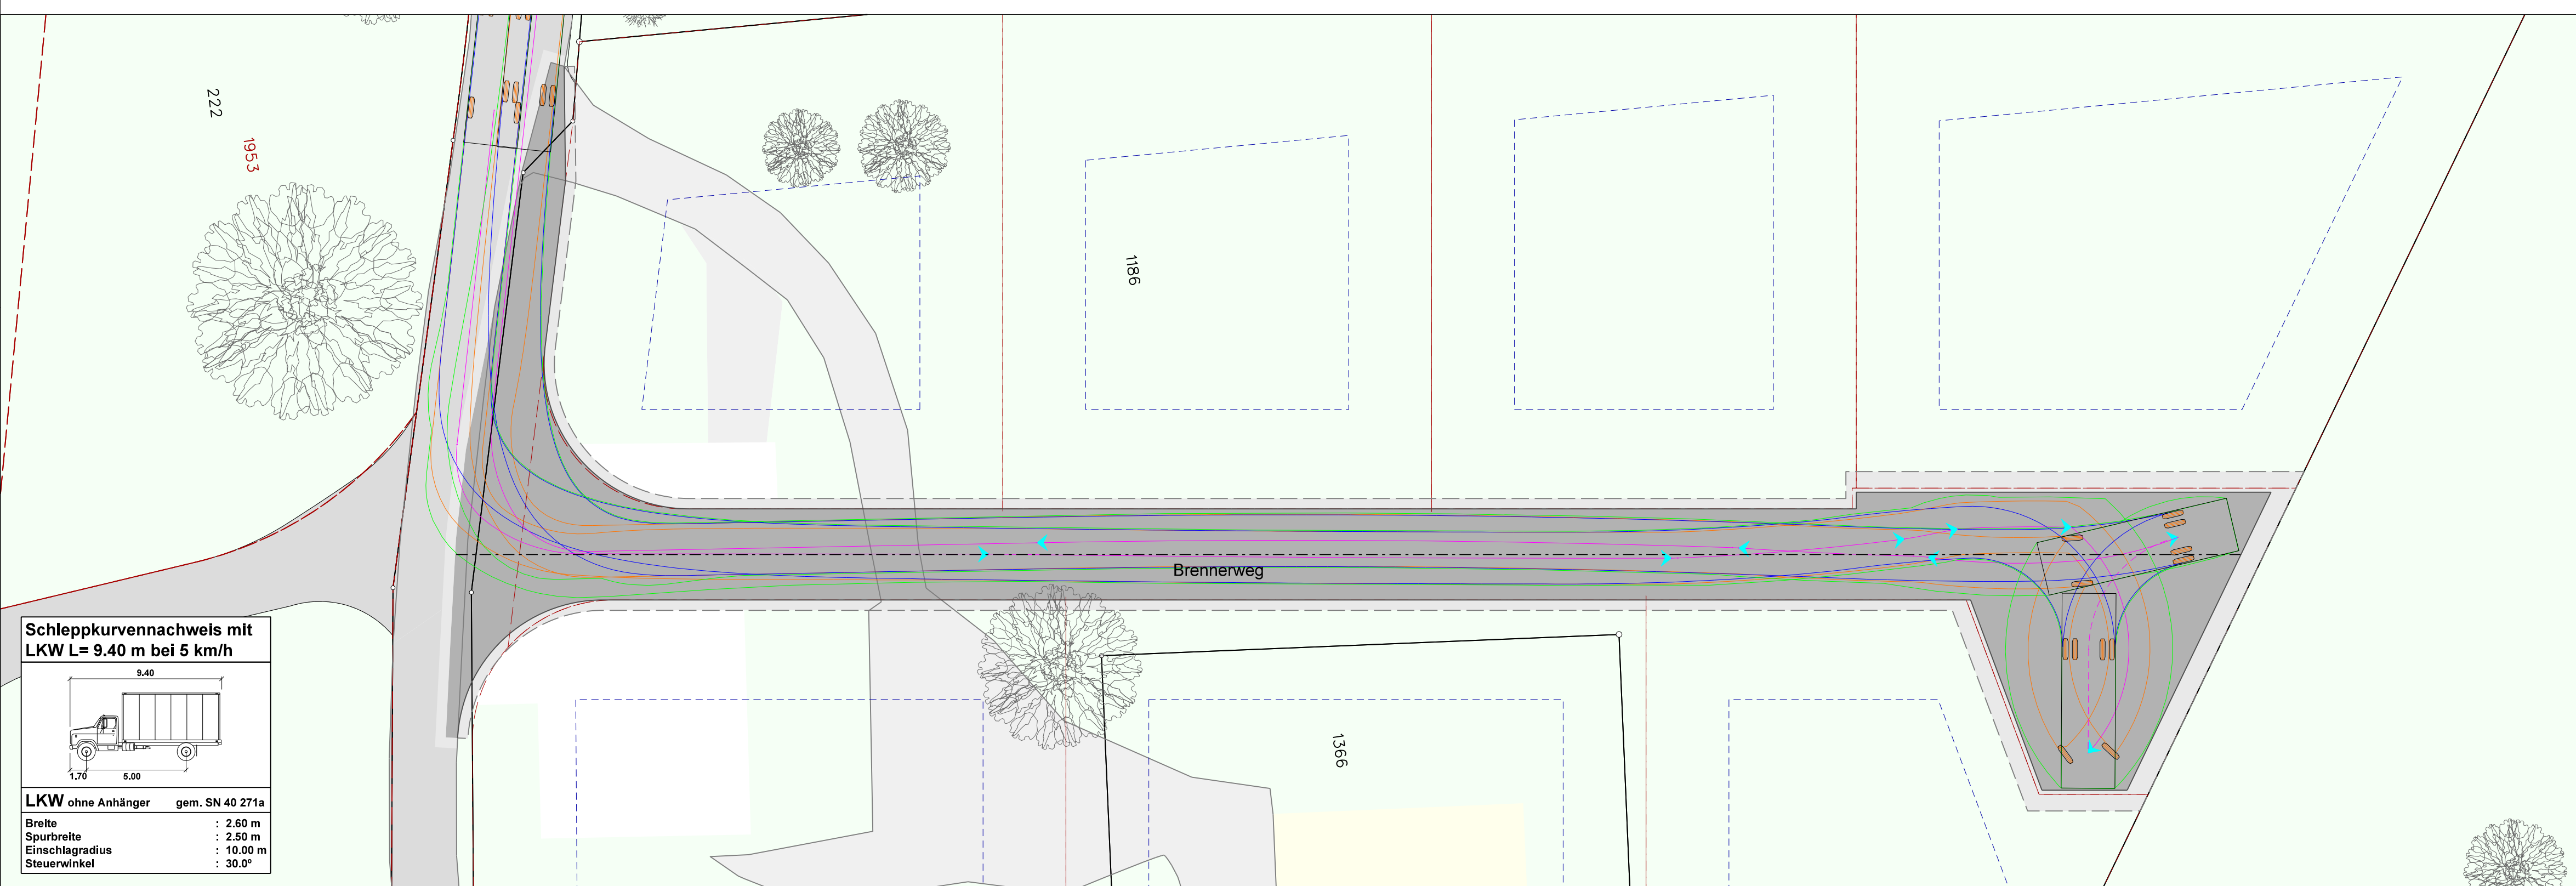 222
1953
1186
Brennerweg
1366
Schleppkurvennachweis mit
LKW L= 9.40 m bei 5 km/h
9.40
1.70 5.00
LKW ohne Anhänger gem. SN 40 271a
Breite : 2.60 m
Spurbreite : 2.50 m
Einschlagradius : 10.00 m
Steuerwinkel : 30.0°